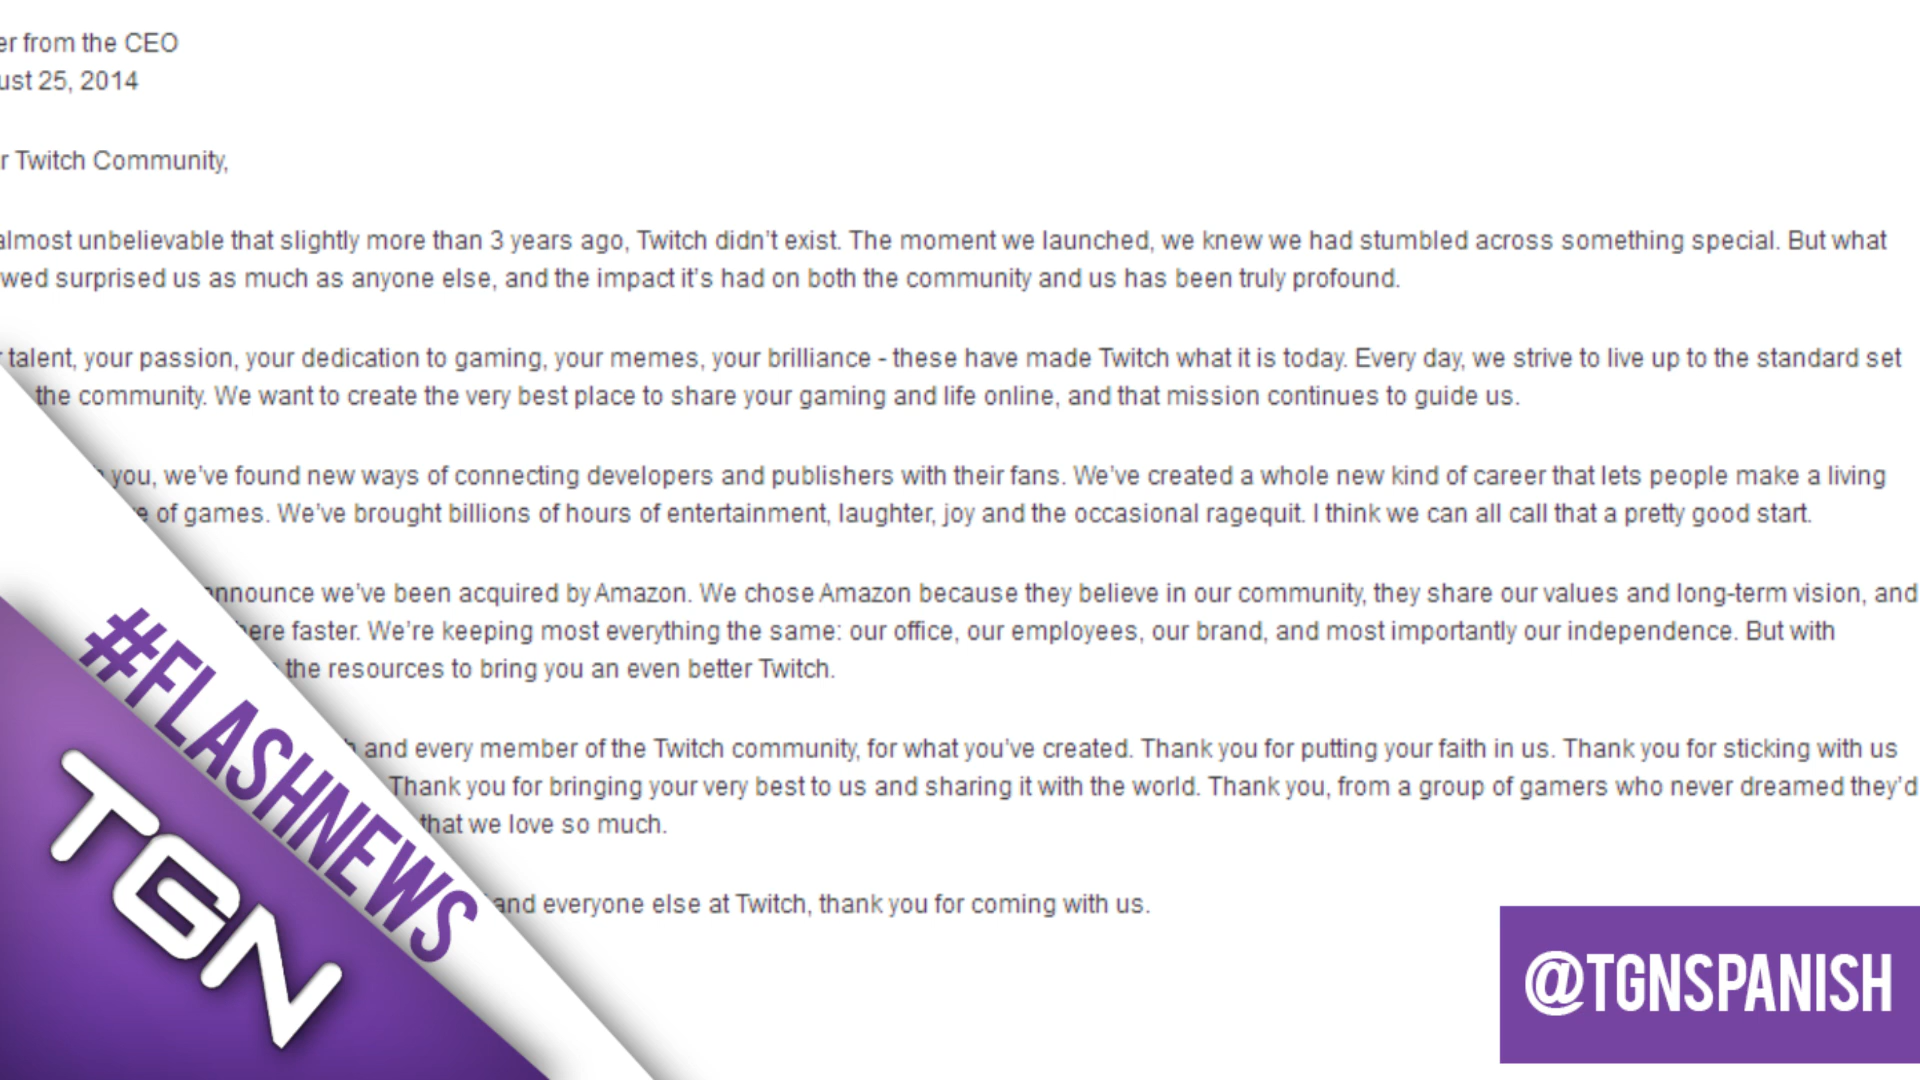 from the CEO
25, 2014
Twitch Community,
almost unbelievable that slightly more than 3 years ago, Twitch didn't exist. The moment we launched, we knew we had stumbled across something special. But what
surprised us as much as anyone else, and the impact it's had on both the community and us has been truly profound.
talent, your passion, your dedication to gaming, your memes, your brilliance - these have made Twitch what it is today. Every day, we strive to live up to the standard set
the community. We want to create the very best place to share your gaming and life online, and that mission continues to guide us.
you, we've found new ways of connecting developers and publishers with their fans. We've created a whole new kind of career that lets people make a living
of games. We've brought billions of hours of entertainment, laughter, joy and the occasional ragequit. I think we can all call that a pretty good start.
announce we've been acquired by Amazon. We chose Amazon because they believe in our community, they share our values and long-term vision, and
faster. We're keeping most everything the same: our office, our employees, our brand, and most importantly our independence. But with
the resources to bring you an even better Twitch.
and every member of the Twitch community, for what you've created. Thank you for putting your faith in us. Thank you for sticking with us
Thank you for bringing your very best to us and sharing it with the world. Thank you, from a group of gamers who never dreamed they'd
that we love so much.
and everyone else at Twitch, thank you for coming with us.
#FLASHNEWS
TGN
@TGNSPANISH